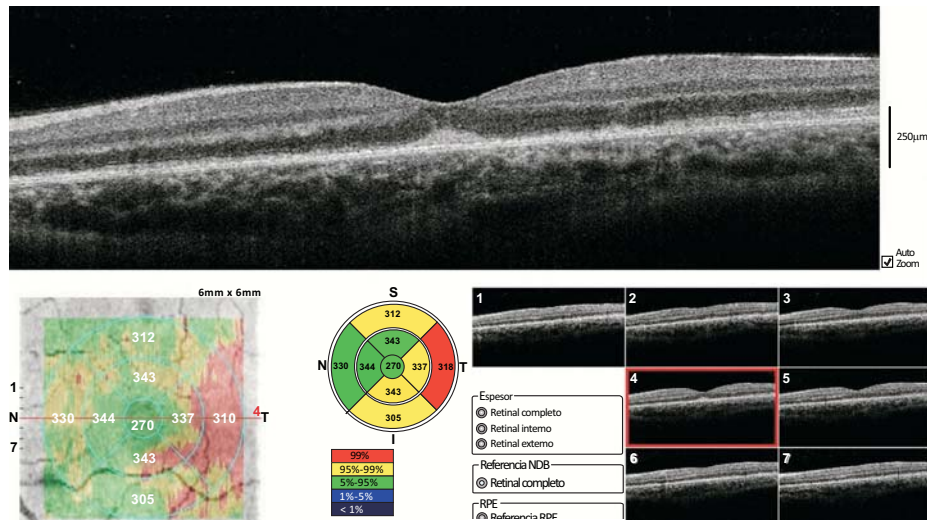 250µm
Auto
Zoom
6mm x 6mm
312
343
330 344 270 337 310
343
305
1
N
7
4
T
S
312
343
N 330 344 270 337 318 T
343
305
I
99%
95%-99%
5%-95%
1%-5%
< 1%
1
2
3
4
5
6
7
Espesor
Retinal completo
Retinal interno
Retinal externo
Referencia NDB
Retinal completo
RPE
Referencia RPE